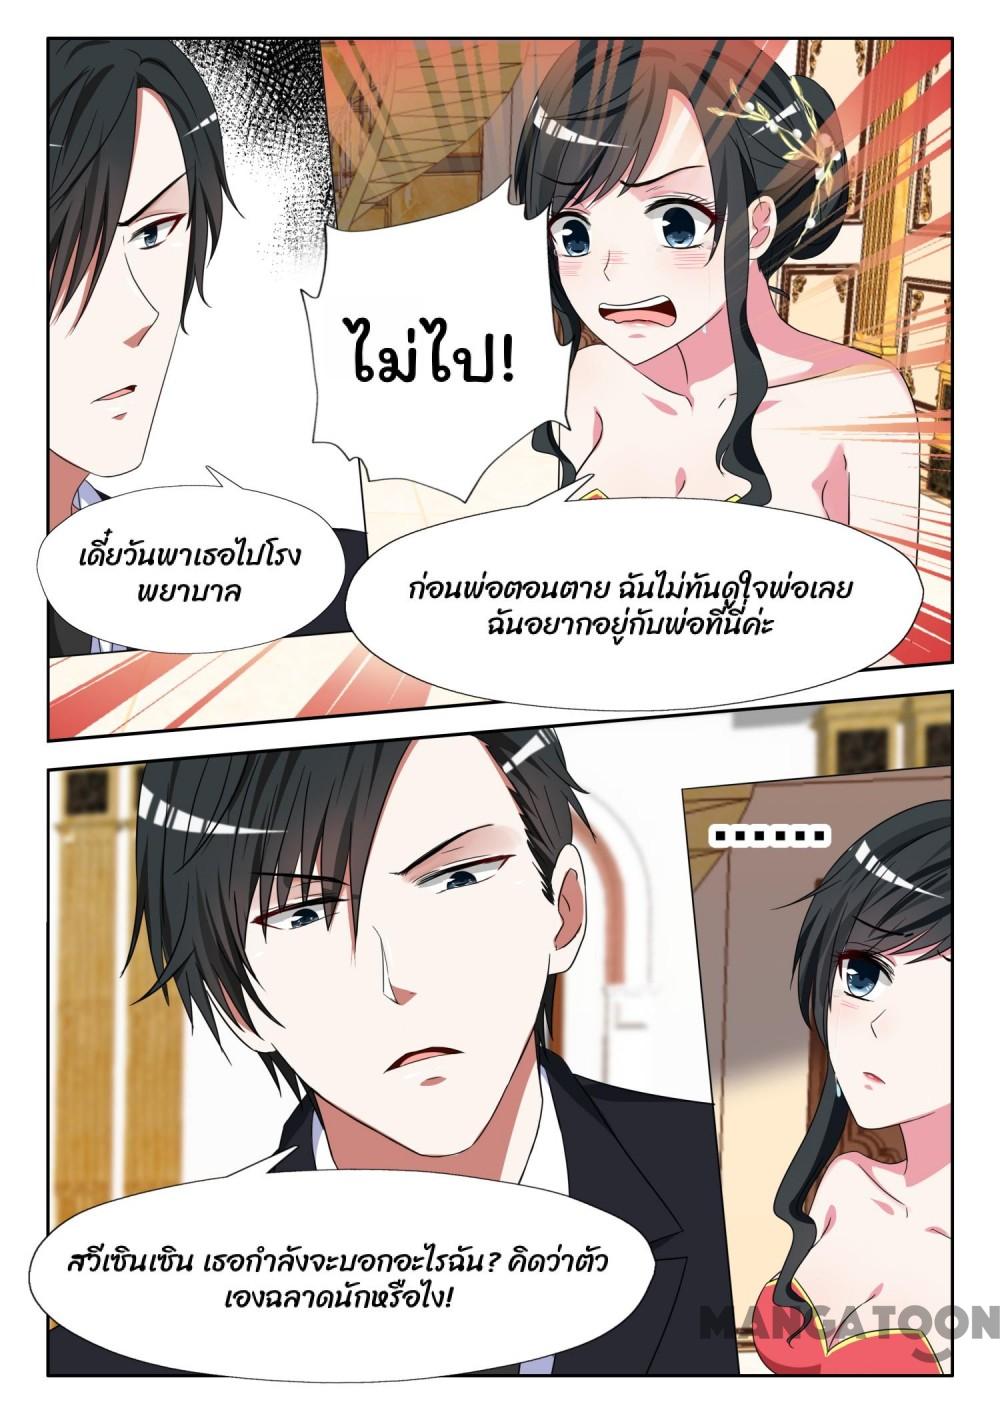 ไม่ไป!
เดี๋ยวันพาเธอไปโรง
พยาบาล
ก่อนพ่อตอนตาย ฉันไม่ทันดูใจพ่อเลย
ฉันอยากอยู่กับพ่อที่นี่ค่ะ
......
สวีเซินเซิน เธอกำลังจะบอกอะไรฉัน? คิดว่าตัว
เองฉลาดนักหรือไง!
MANGATOON